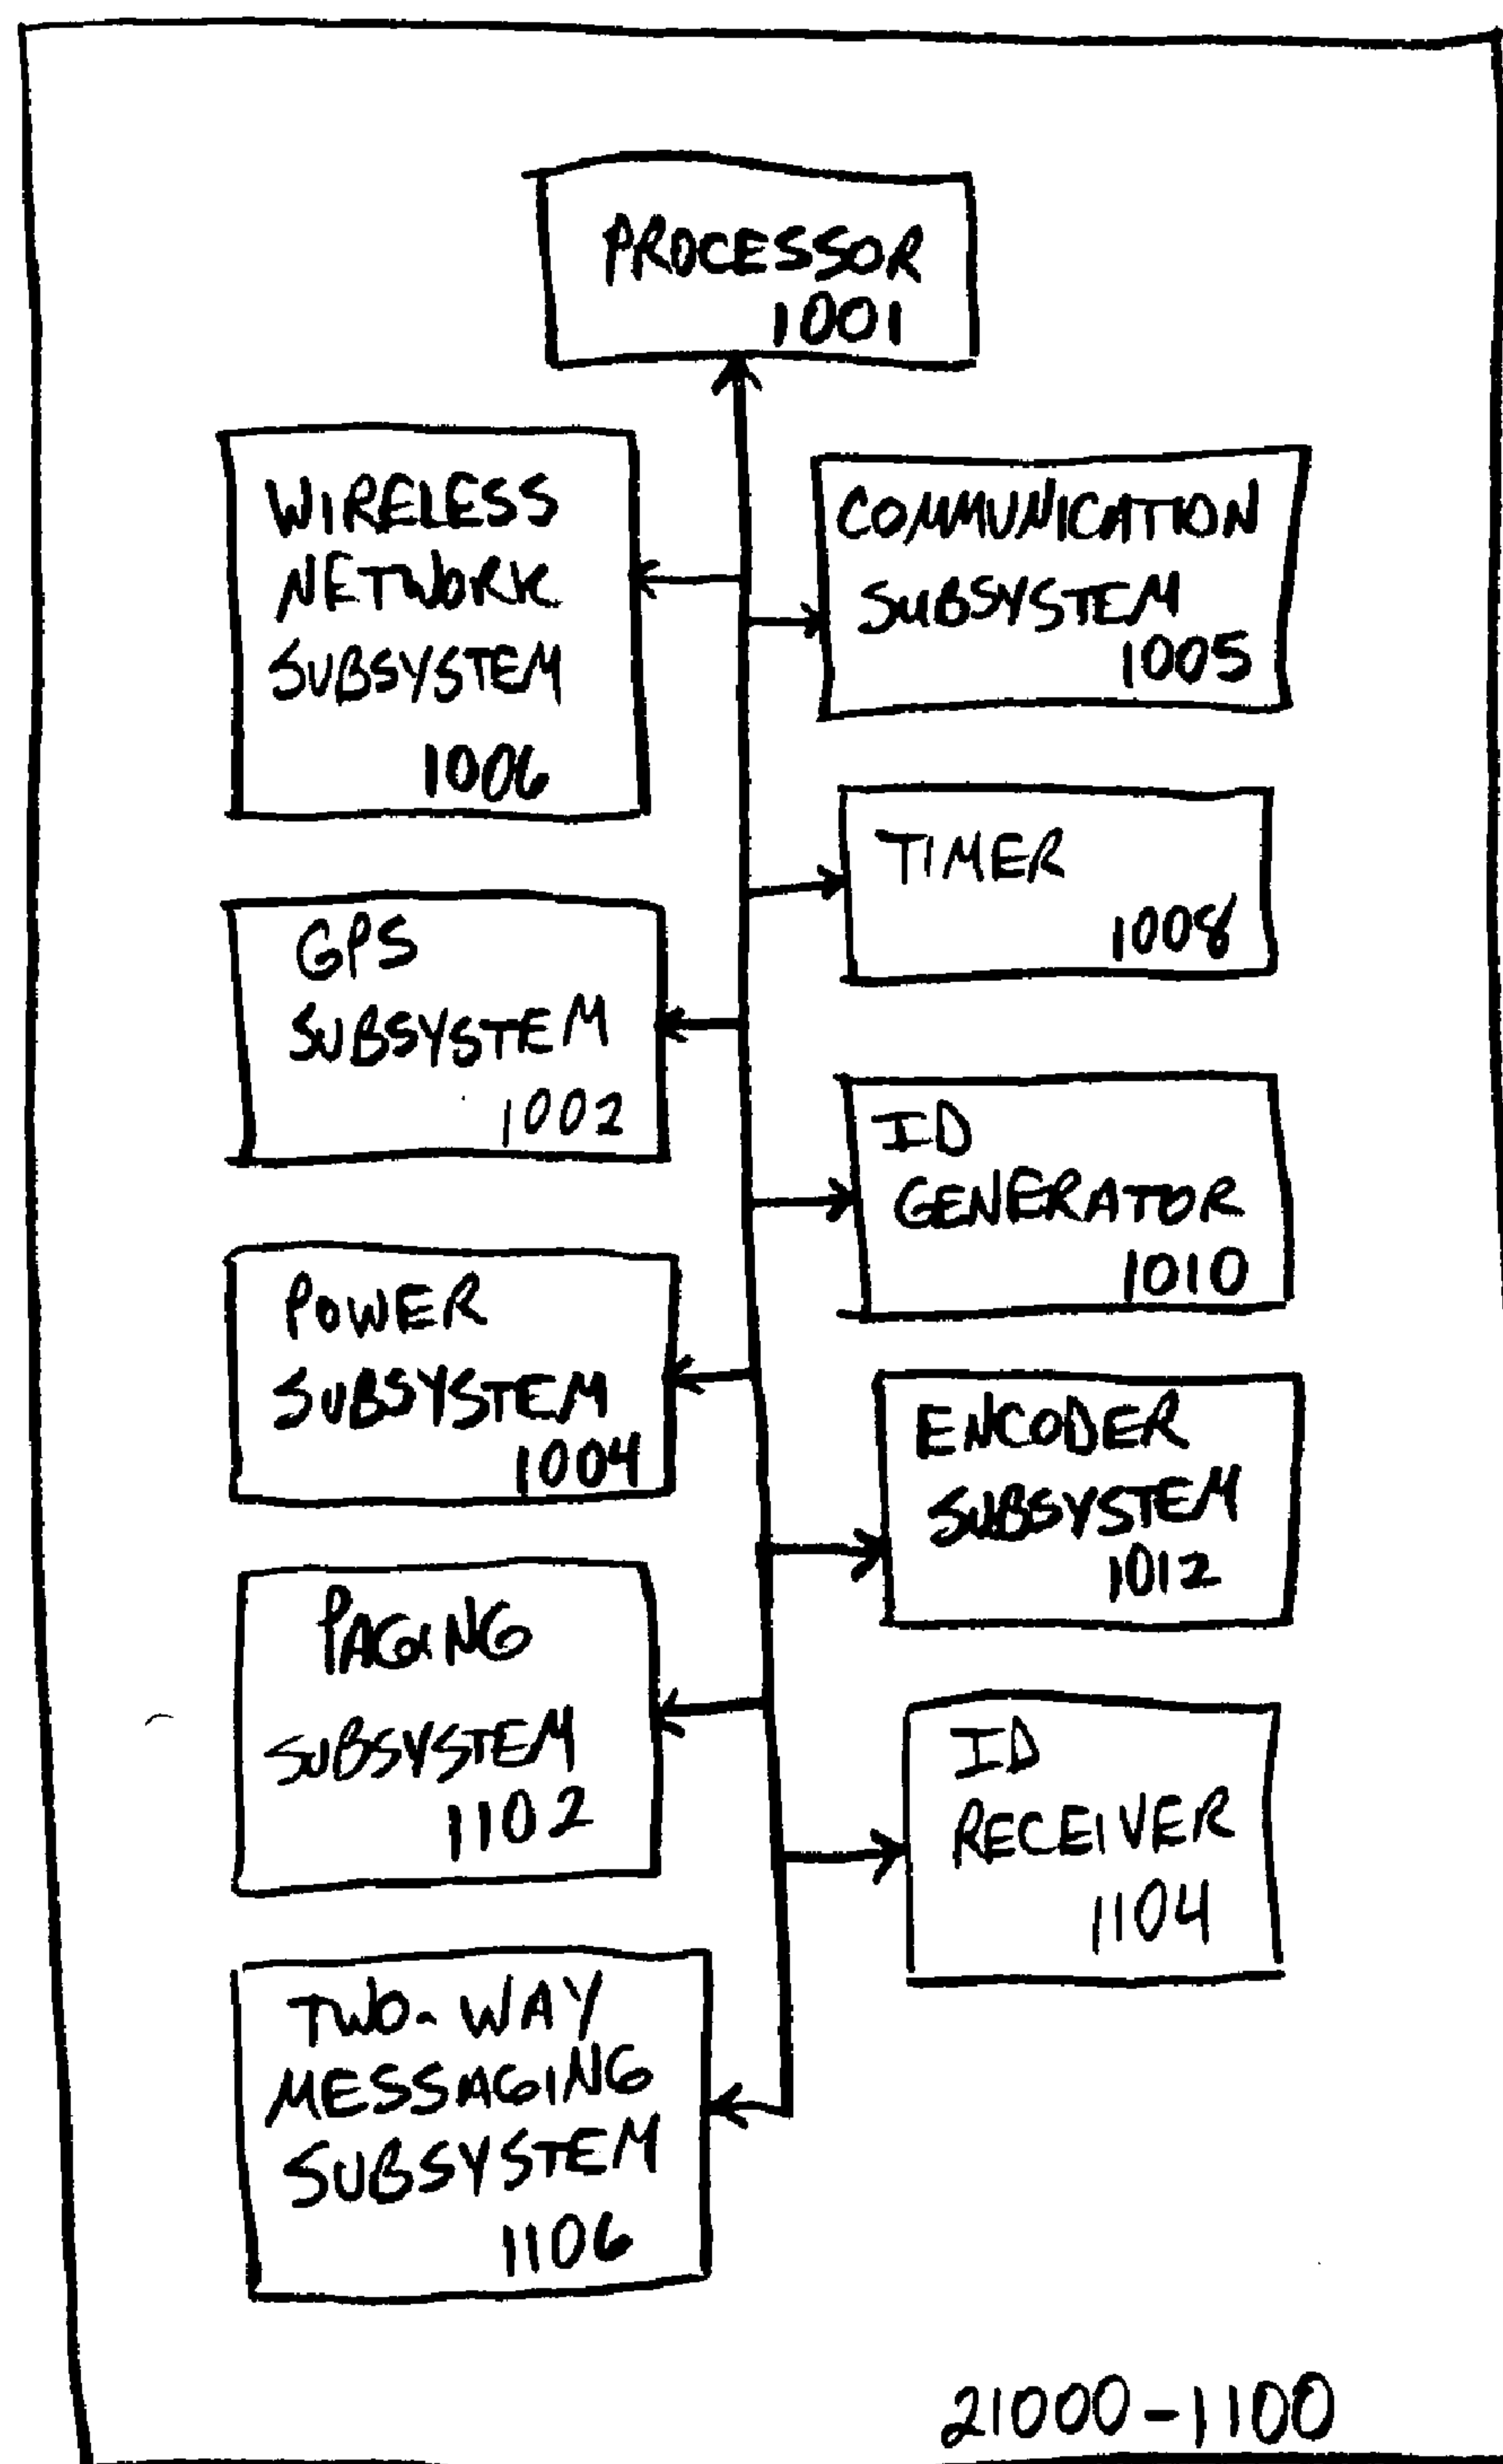 PROCESSOR
1001
WIRELESS
NETWORK
SUBSYSTEM
1006
COMMUNICATION
SUBSYSTEM
1005
TIMER
1008
GPS
SUBSYSTEM
1002
ID
GENERATOR
1010
POWER
SUBSYSTEM
1004
ENCODER
SUBSYSTEM
1012
PAGING
SUBSYSTEM
1102
ID
RECEIVER
1104
TWO-WAY
MESSAGING
SUBSYSTEM
1106
21000-1100